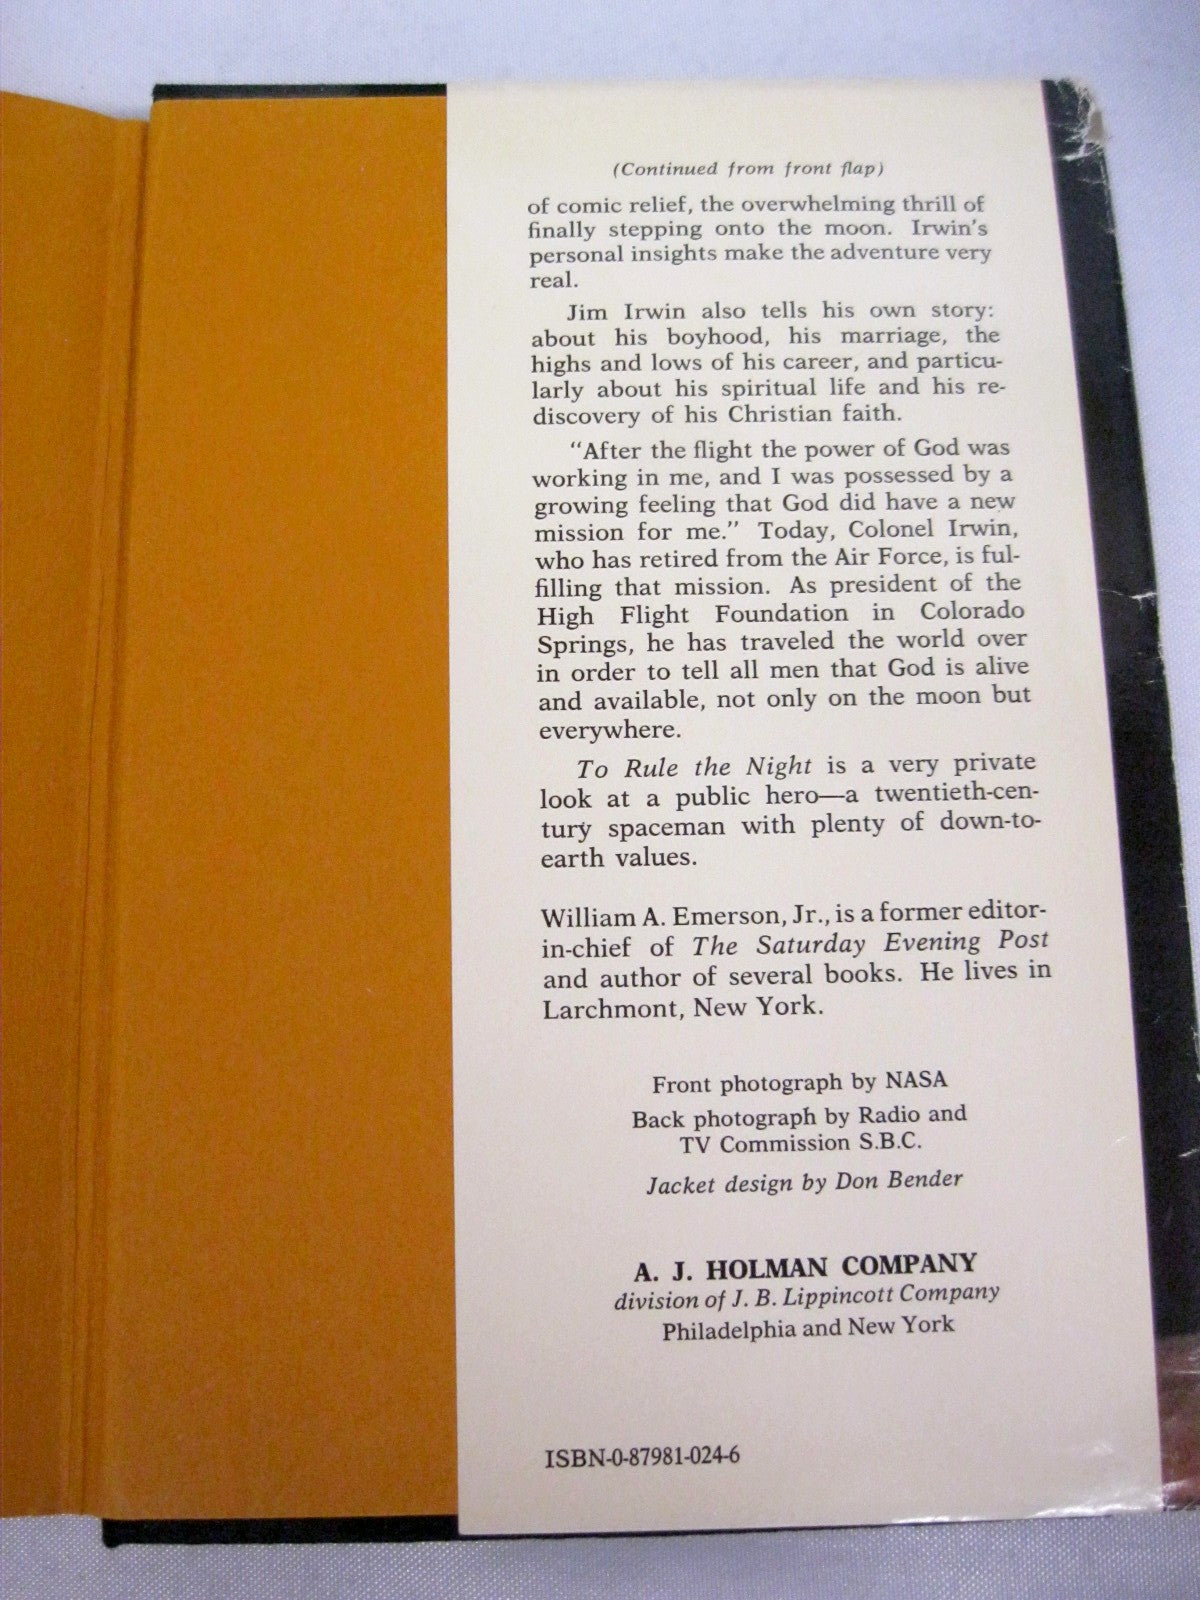 (Continued from front flap)
of comic relief, the overwhelming thrill of
finally stepping onto the moon. Irwin's
personal insights make the adventure very
real.
Jim Irwin also tells his own story:
about his boyhood, his marriage, the
highs and lows of his career, and particu-
larly about his spiritual life and his re-
discovery of his Christian faith.
"After the flight the power of God was
working in me, and I was possessed by a
growing feeling that God did have a new
mission for me." Today, Colonel Irwin,
who has retired from the Air Force, is ful-
filling that mission. As president of the
High Flight Foundation in Colorado
Springs, he has traveled the world over
in order to tell all men that God is alive
and available, not only on the moon but
everywhere.
To Rule the Night is a very private
look at a public hero—a twentieth-cen-
tury spaceman with plenty of down-to-
earth values.
William A. Emerson, Jr., is a former editor-
in-chief of The Saturday Evening Post
and author of several books. He lives in
Larchmont, New York.
Front photograph by NASA
Back photograph by Radio and
TV Commission S.B.C.
Jacket design by Don Bender
A. J. HOLMAN COMPANY
division of J. B. Lippincott Company
Philadelphia and New York
ISBN-0-87981-024-6